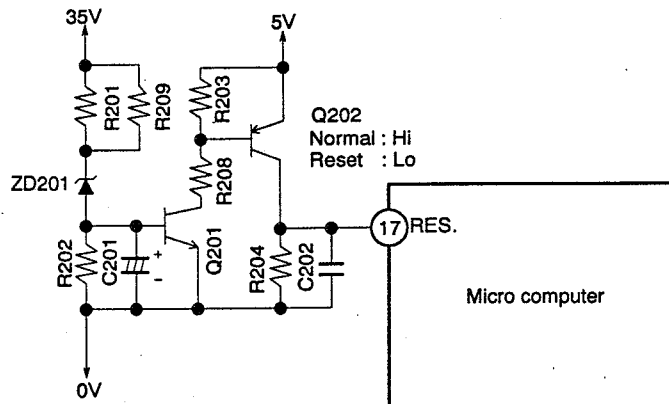 35V
5V
R201
R209
R203
Q202
Normal : Hi
Reset : Lo
ZD201
R208
R202
C201
+
-
Q201
R204
C202
17
RES.
Micro computer
0V